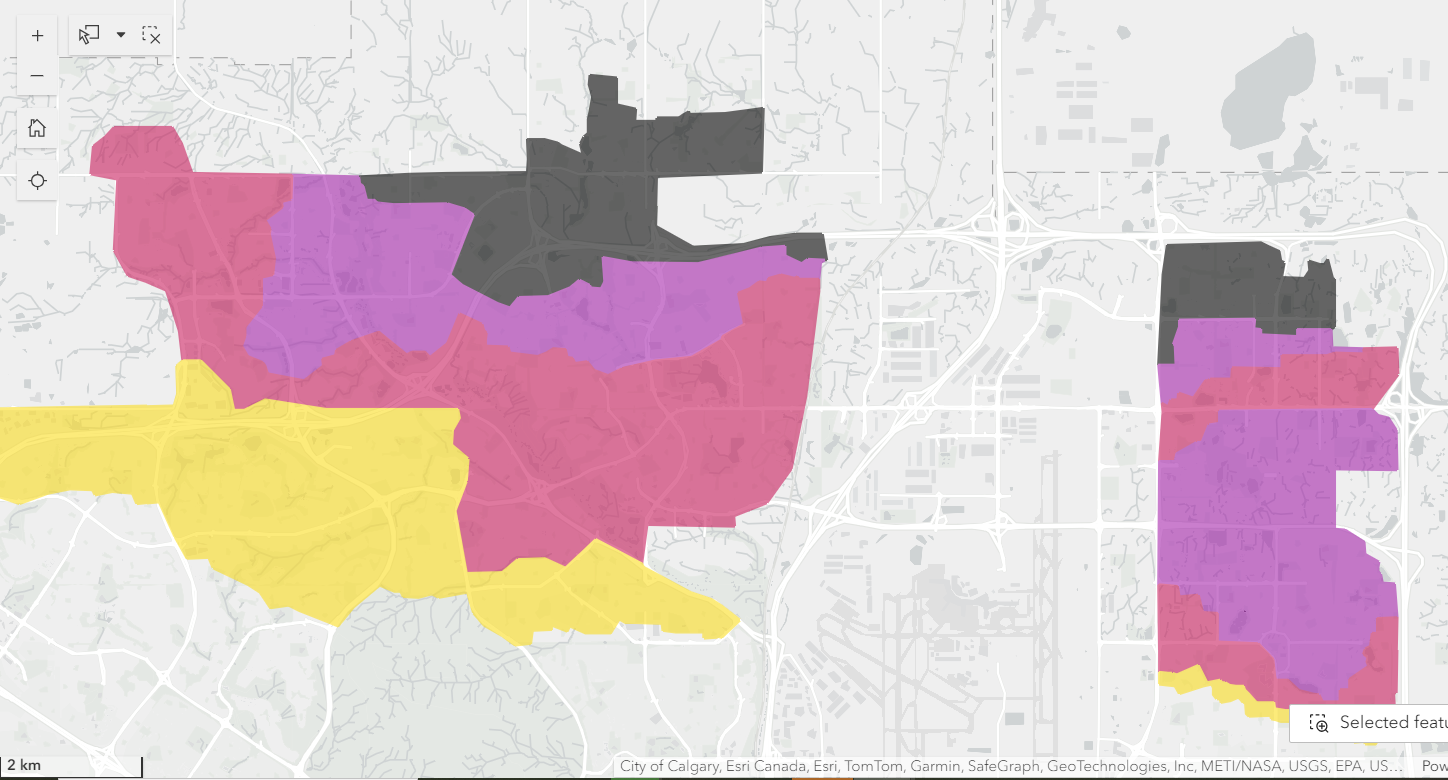 Selected featu
2 km
City of Calgary, Esri Canada, Esri, TomTom, Garmin, SafeGraph, GeoTechnologies, Inc, METI/NASA, USGS, EPA, US... Pow